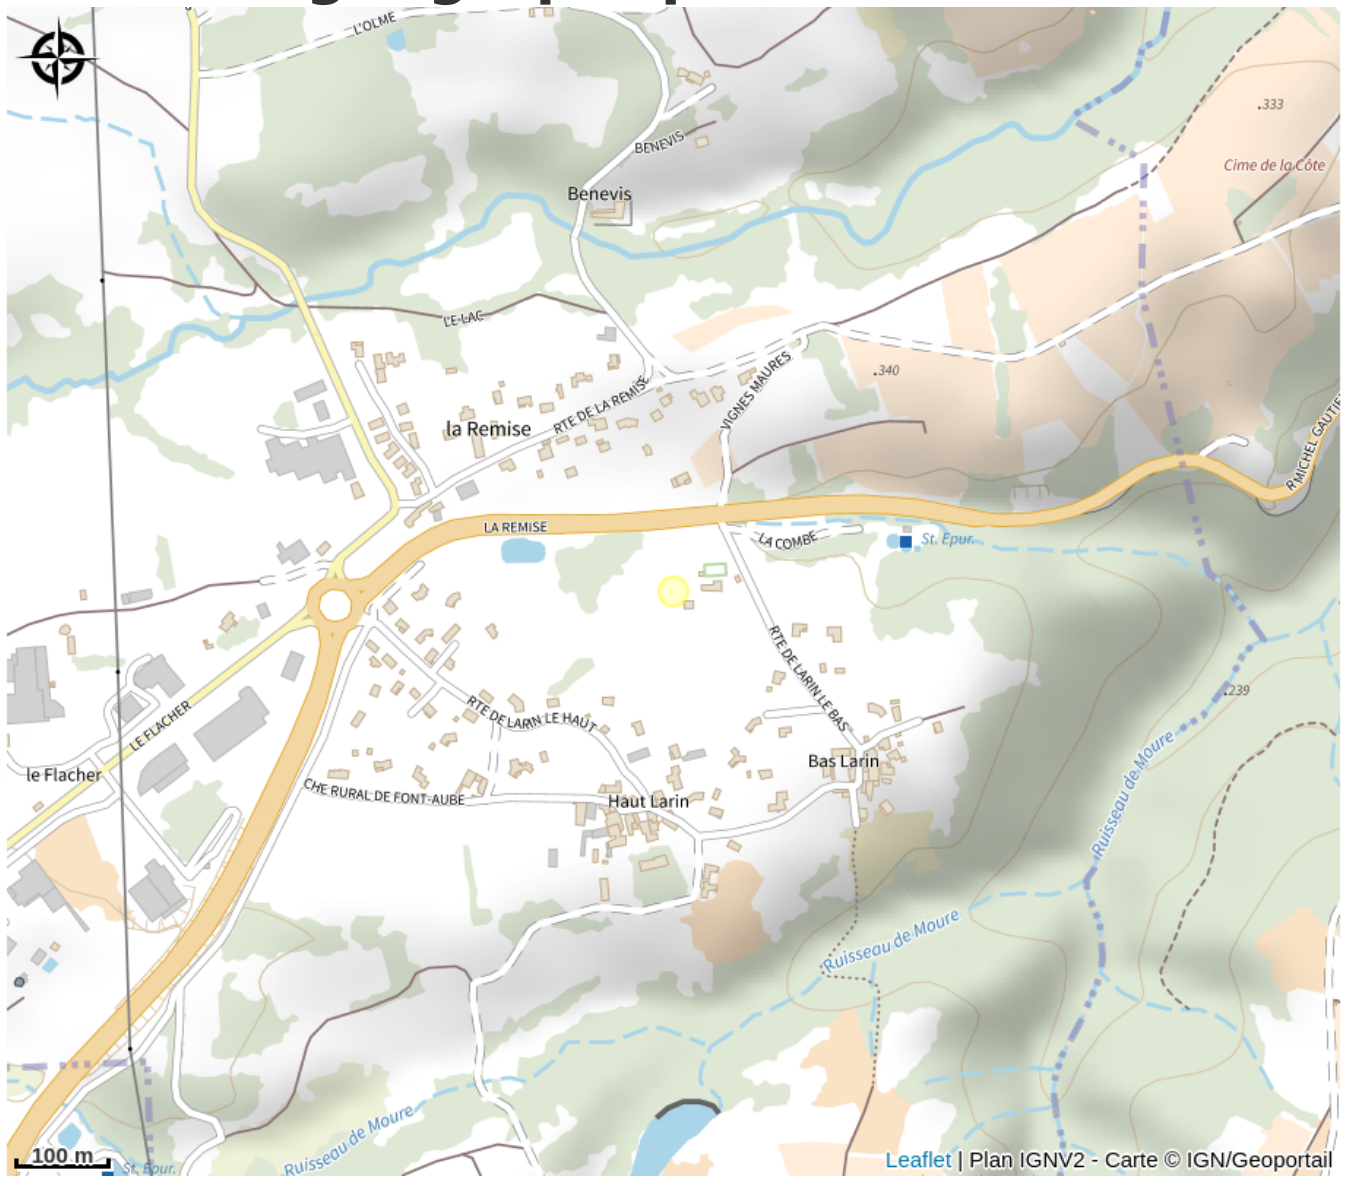 L'OLME
.333
BENEVIS
Cime de la Côte
Benevis
LE LAC
.340
VIGNES MAURES
RTE DE LA REMISE
la Remise
R MICHEL GAUTIE
LA REMISE
LA COMBE
St. Epur.
RTE DE LARIN LE BAS
.239
LE FLACHER
RTE DE LARIN LE HAUT
le Flacher
Bas Larin
CHE RURAL DE FONT-AUBE
Haut Larin
Ruisseau de Moure
Ruisseau de Moure
Ruisseau de Moure
100 m
St. Epur.
Leaflet | Plan IGNV2 - Carte © IGN/Geoportail